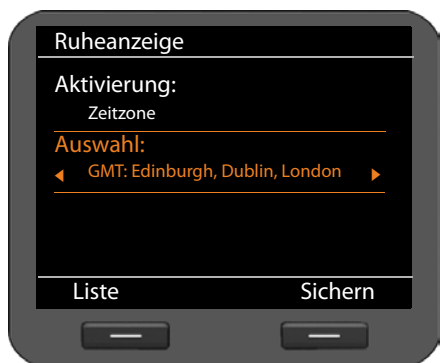 Ruheanzeige
Aktivierung:
Zeitzone
Auswahl:
GMT: Edinburgh, Dublin, London
Liste Sichern